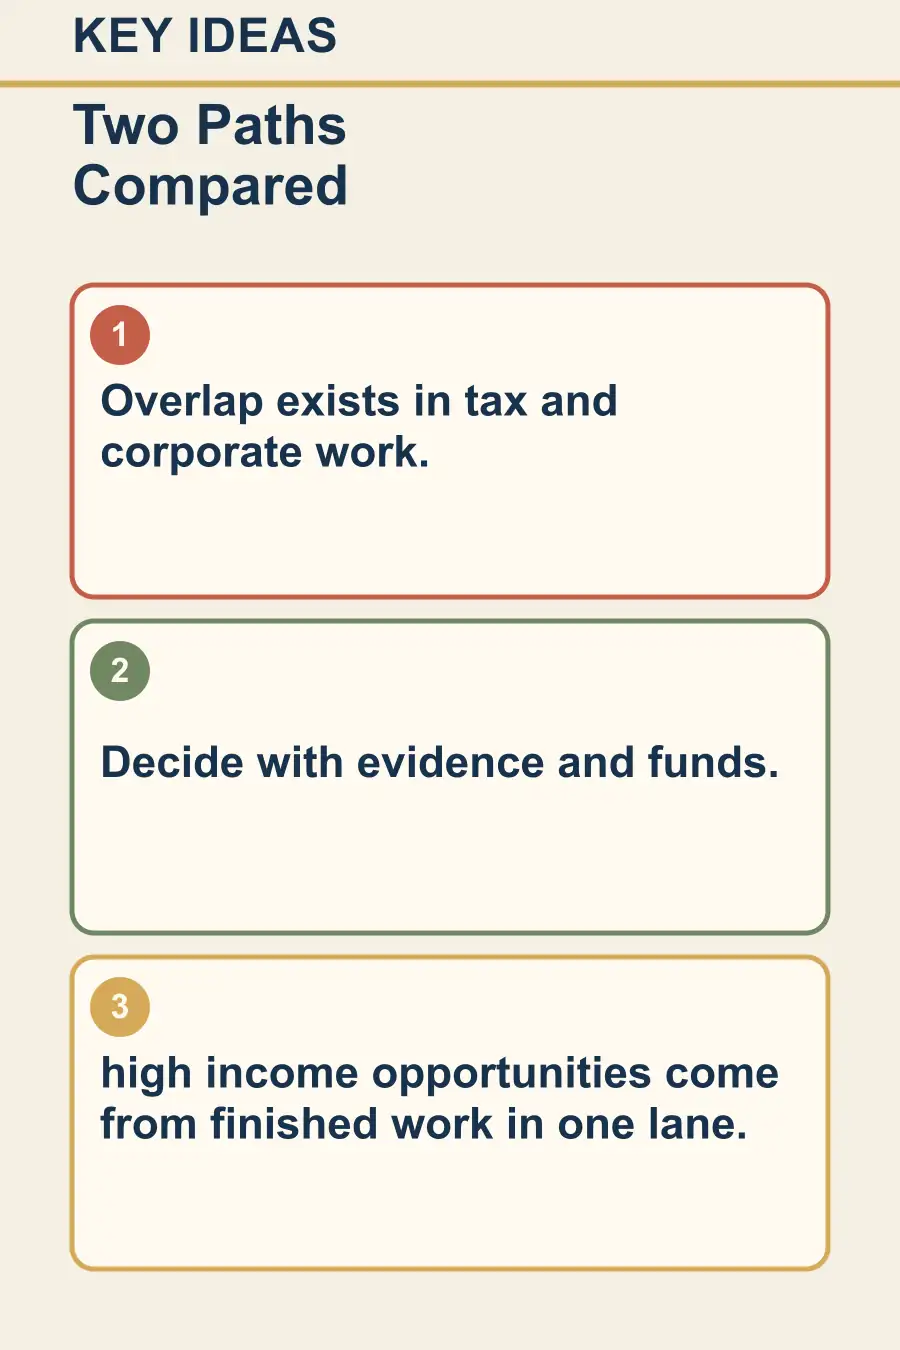 KEY IDEAS
Two Paths
Compared
1
Overlap exists in tax and
corporate work.
2
Decide with evidence and funds.
3
high income opportunities come
from finished work in one lane.